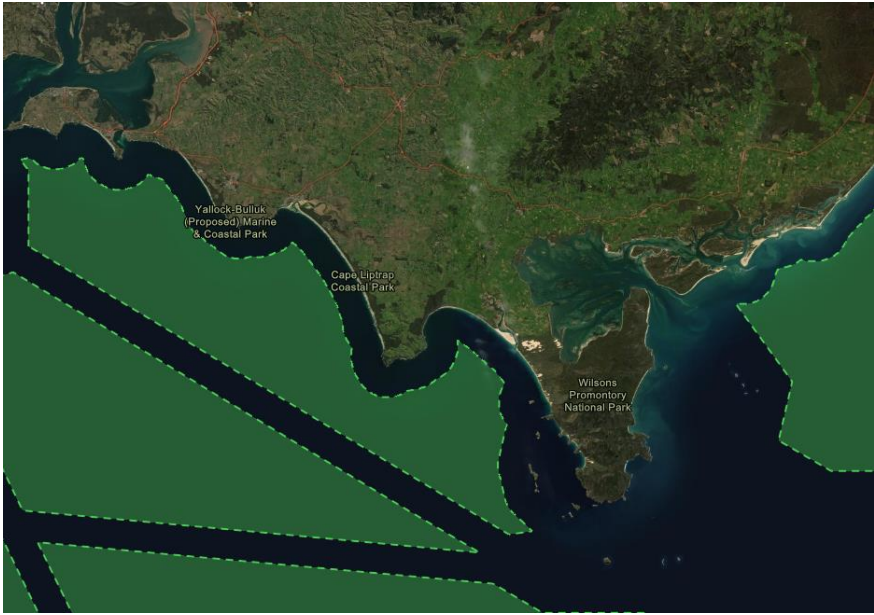 Yallock-Bulluk
(Proposed) Marine
& Coastal Park
Cape Liptrap
Coastal Park
Wilsons
Promontory
National Park